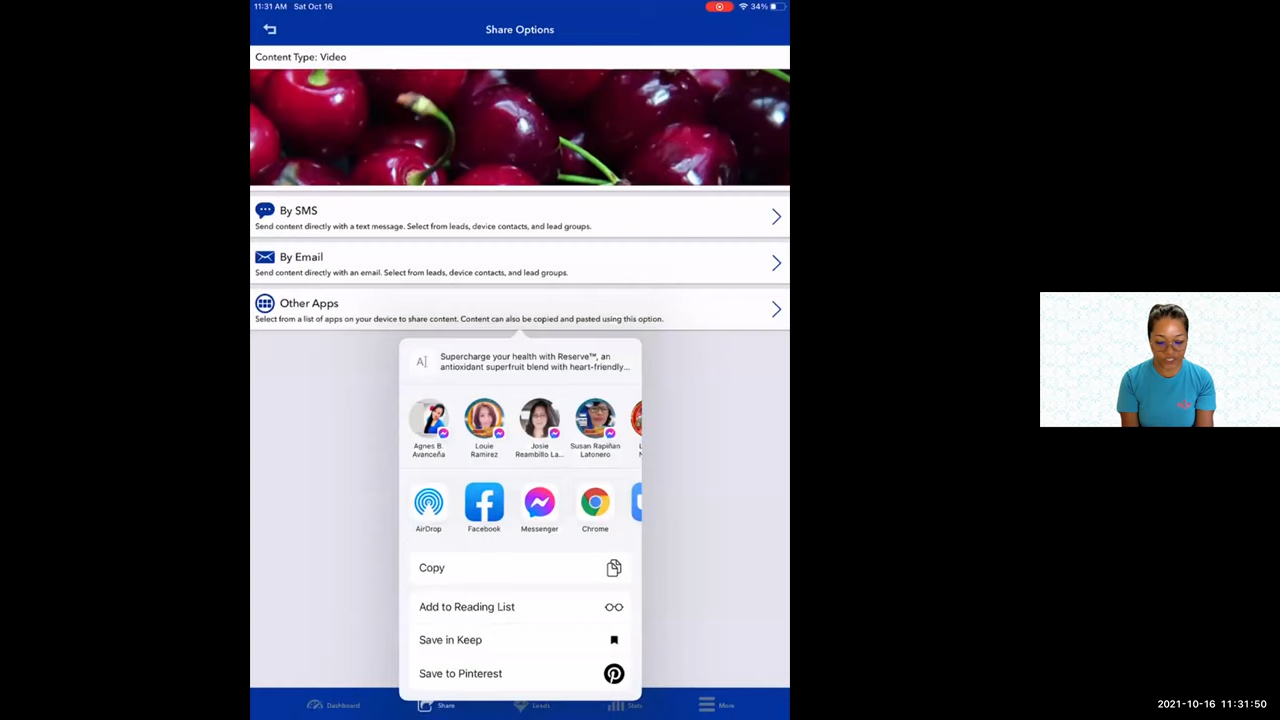 11:31 AM Sat Oct 16
34%
Share Options
Content Type: Video
By SMS
Send content directly with a text message. Select from leads, device contacts, and lead groups.
By Email
Send content directly with an email. Select from leads, device contacts, and lead groups.
Other Apps
Select from a list of apps on your device to share content. Content can also be copied and pasted using this option.
Supercharge your health with Reserve™, an
antioxidant superfruit blend with heart-friendly...
Agnes B.
Avanceña
Louie
Ramirez
Josie
Reambillo La...
Susan Rapiñan
Latonero
AirDrop
Facebook
Messenger
Chrome
Copy
Add to Reading List
Save in Keep
Save to Pinterest
Dashboard
Share
Leads
Stats
More
2021-10-16 11:31:50